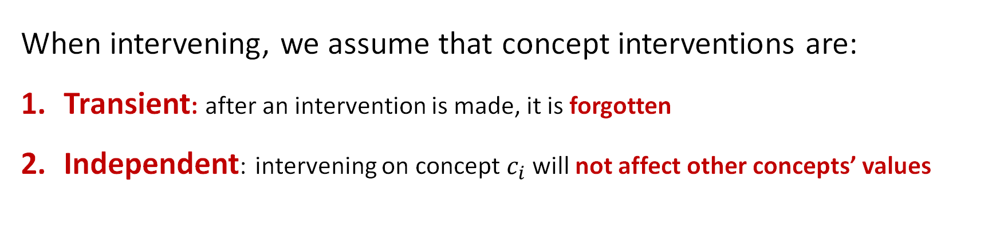 When intervening, we assume that concept interventions are:
1. Transient: after an intervention is made, it is forgotten
2. Independent: intervening on concept cᵢ will not affect other concepts’ values